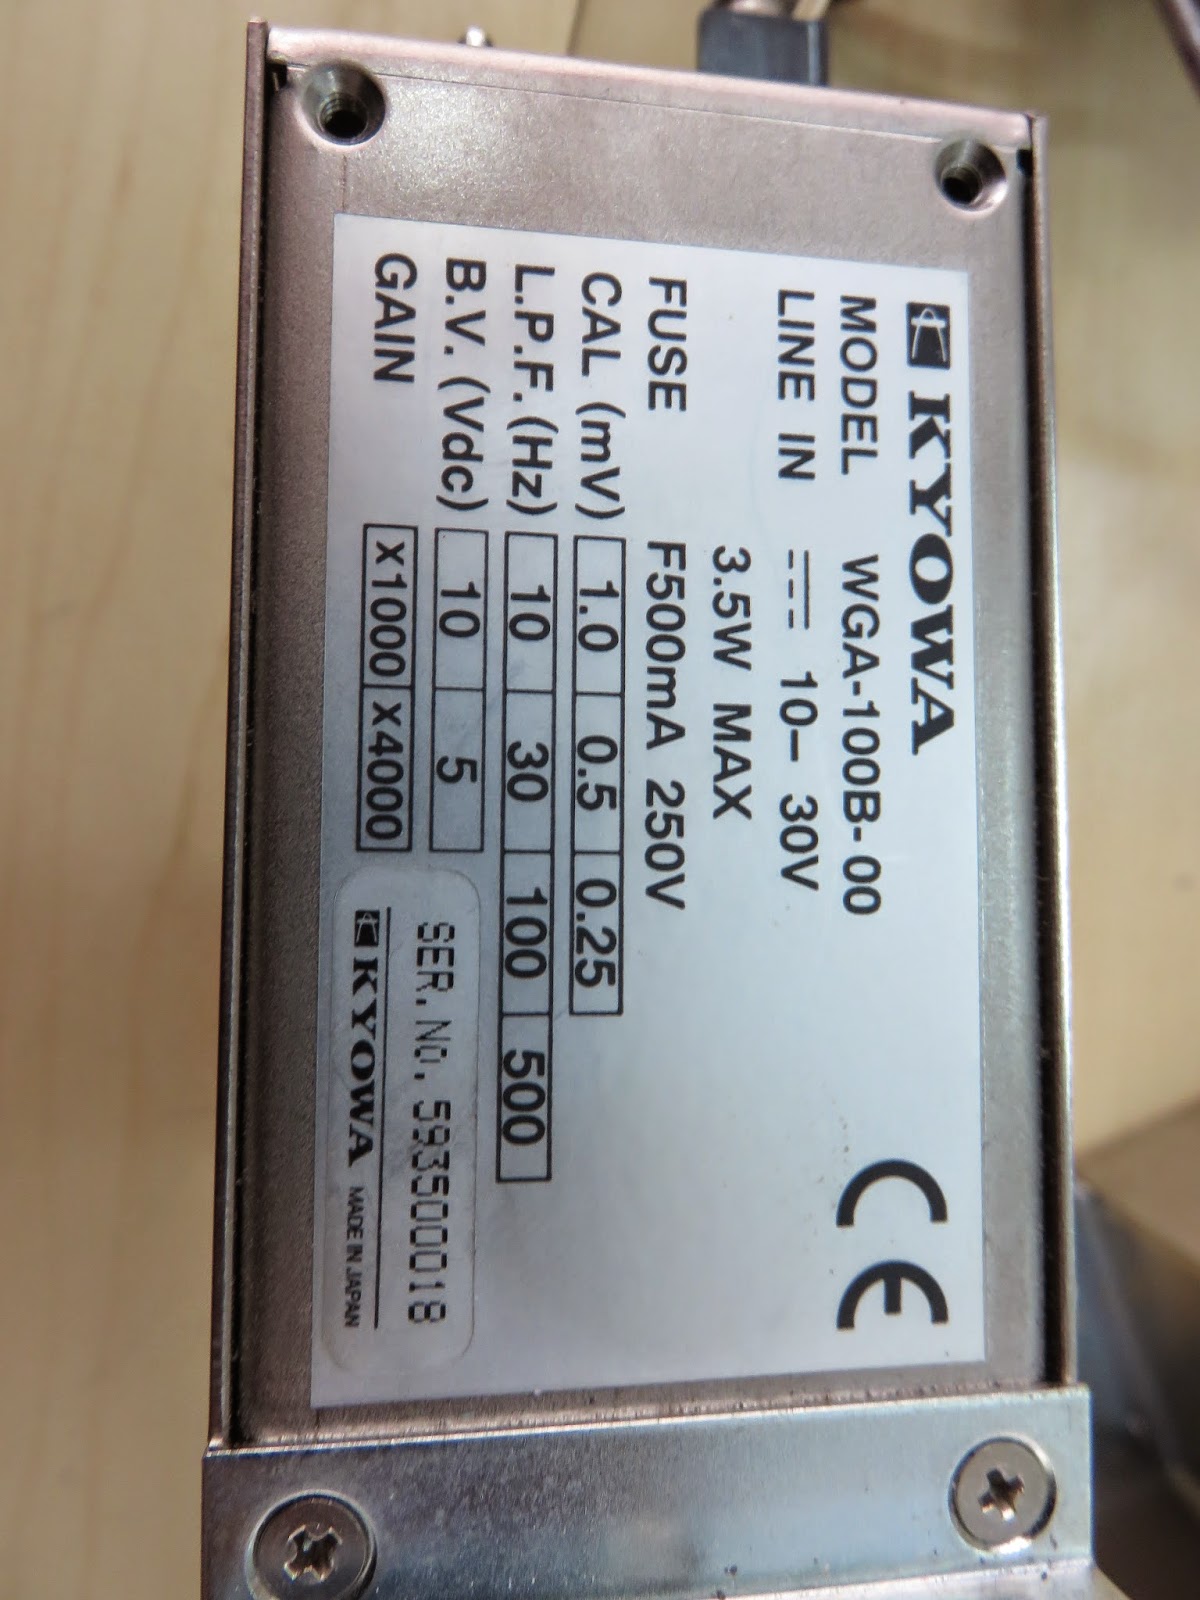 KYOWA
MODEL WGA-100B-00
LINE IN ⎓ 10– 30V
3.5W MAX
FUSE F500mA 250V
CAL (mV) 1.0 0.5 0.25
L.P.F. (Hz) 10 30 100 500
B.V. (Vdc) 10 5
GAIN X1000 X4000
CE
SER. No. 593500018
KYOWA MADE IN JAPAN